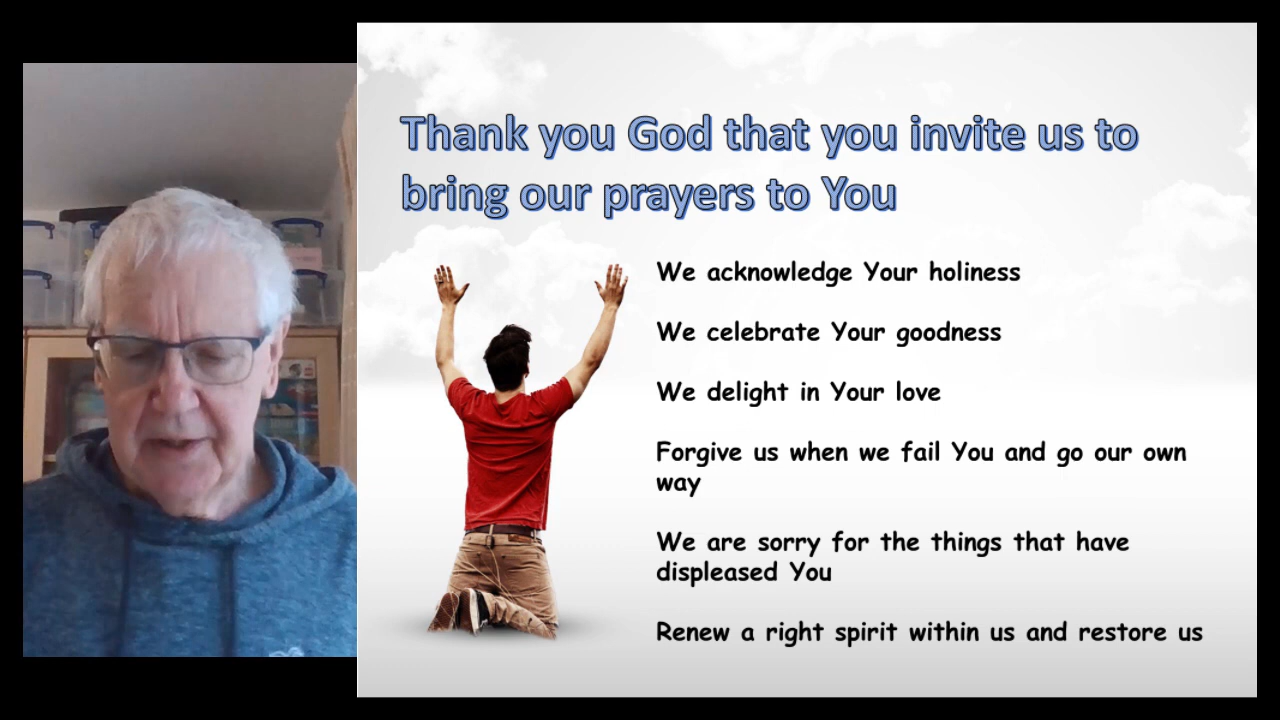 Thank you God that you invite us to
bring our prayers to You
We acknowledge Your holiness
We celebrate Your goodness
We delight in Your love
Forgive us when we fail You and go our own
way
We are sorry for the things that have
displeased You
Renew a right spirit within us and restore us